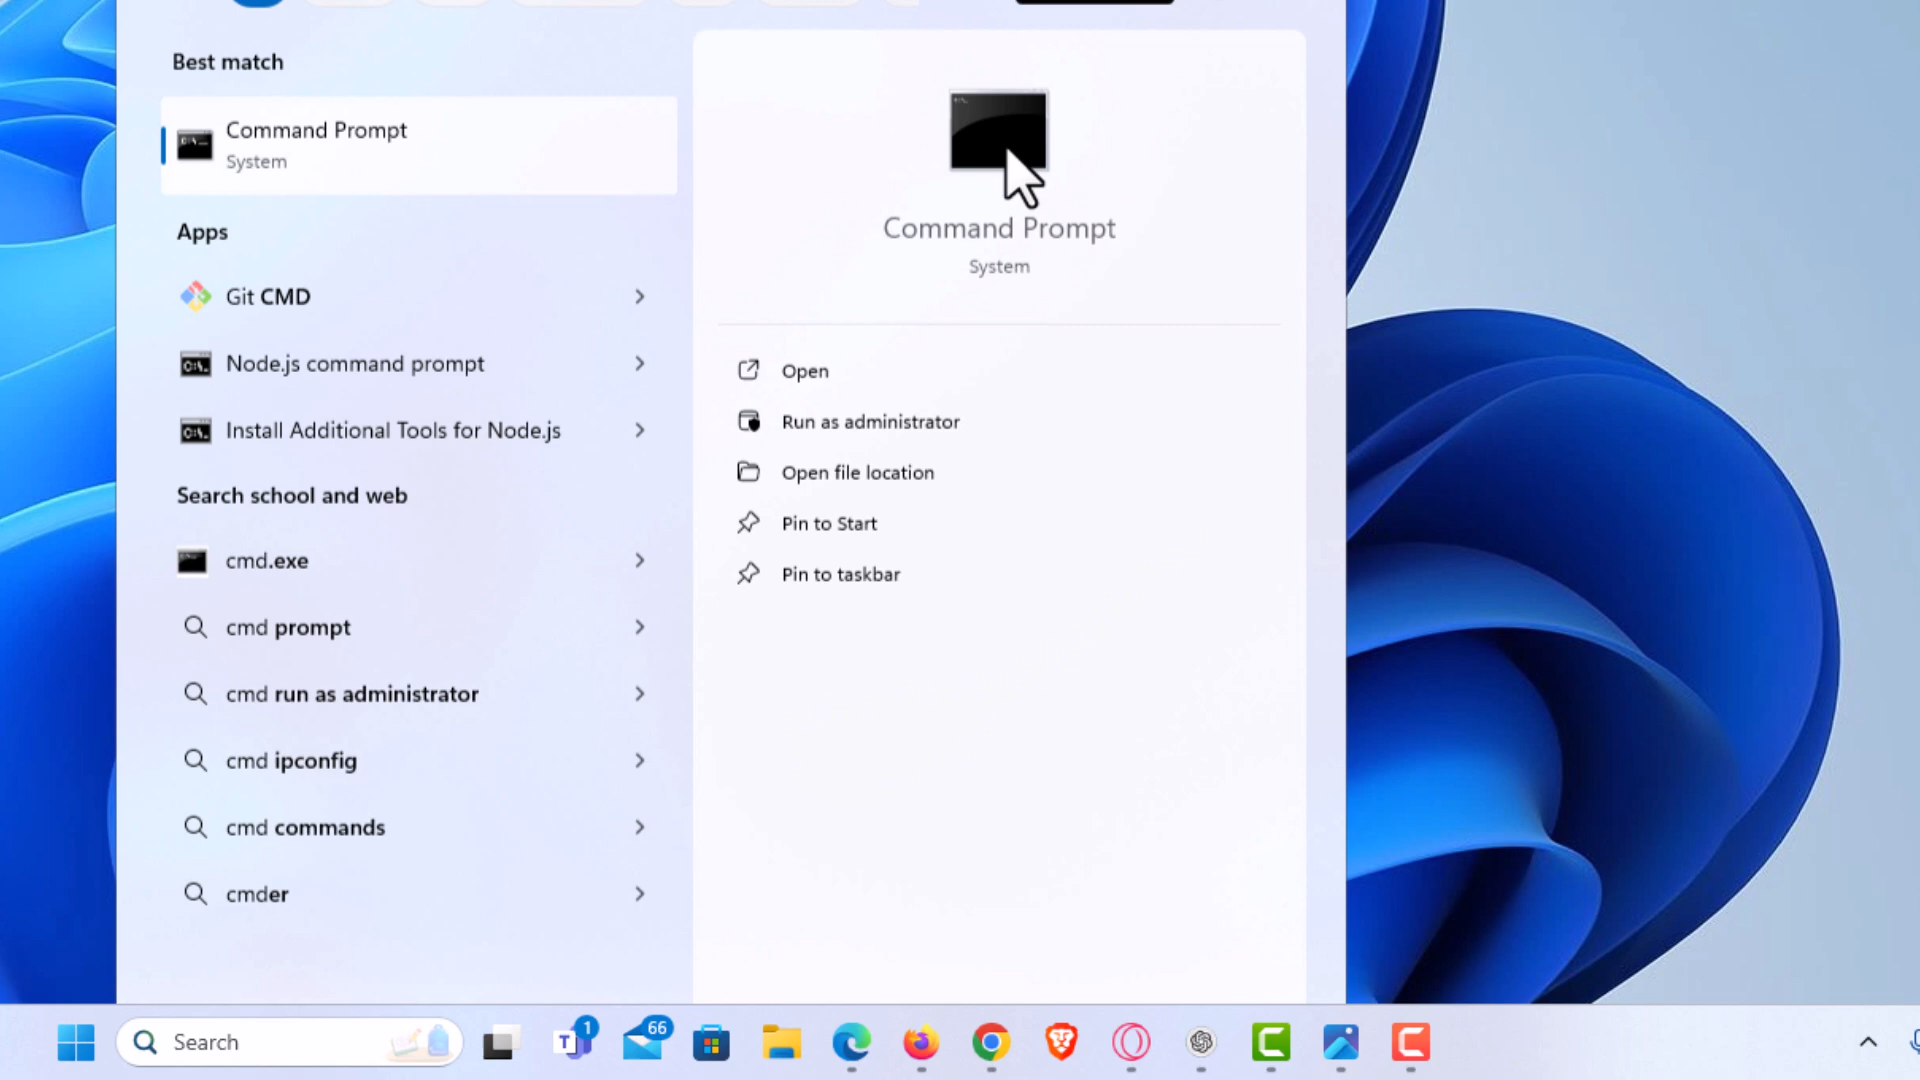 Best match
Command Prompt
System
Apps
Git CMD
Node.js command prompt
Install Additional Tools for Node.js
Search school and web
cmd.exe
cmd prompt
cmd run as administrator
cmd ipconfig
cmd commands
cmder
Command Prompt
System
Open
Run as administrator
Open file location
Pin to Start
Pin to taskbar
Search
T
1
66